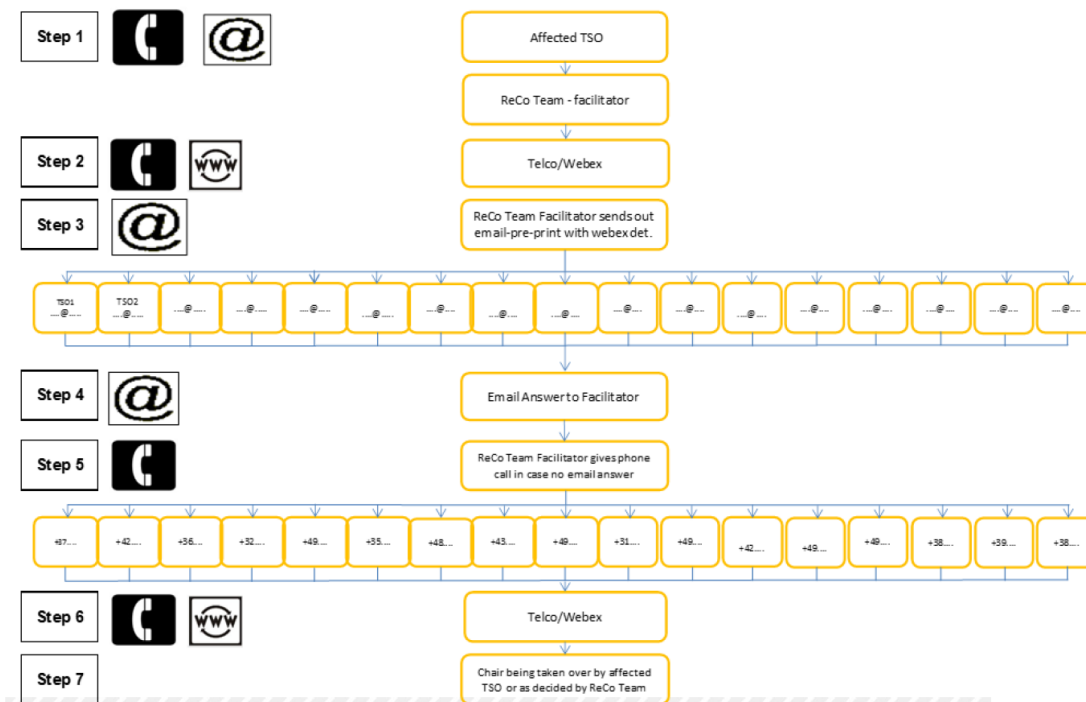 Step 1
@
Affected TSO
ReCo Team - facilitator
Step 2
WWW
Telco/Webex
Step 3
@
ReCo Team Facilitator sends out
email-pre-print with webex det.
TSO1
....@.....
TSO2
....@.....
....@.....
....@....
....@....
....@.....
....@....
....@.....
....@....
....@....
....@....
....@....
....@....
....@....
....@....
....@....
....@....
Step 4
@
Email Answer to Facilitator
Step 5
ReCo Team Facilitator gives phone
call in case no email answer
+37....
+42....
+36....
+32....
+49....
+35....
+48....
+43....
+49....
+31....
+49....
+42....
+49....
+49....
+38....
+39....
+38....
Step 6
WWW
Telco/Webex
Step 7
Chair being taken over by affected
TSO or as decided by ReCo Team